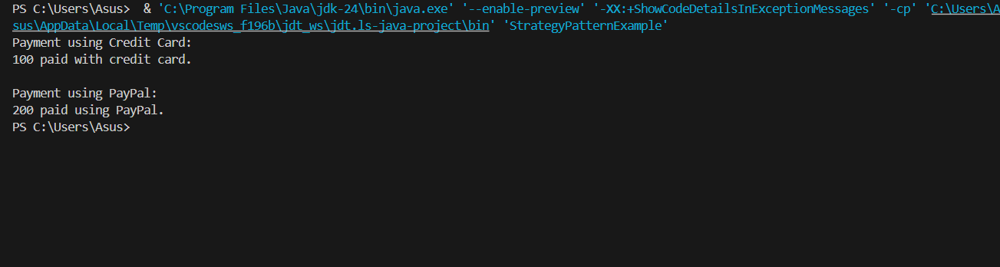 PS C:\Users\Asus>  & 'C:\Program Files\Java\jdk-24\bin\java.exe' '--enable-preview' '-XX:+ShowCodeDetailsInExceptionMessages' '-cp' 'C:\Users\A
sus\AppData\Local\Temp\vscodesws_f196b\jdt_ws\jdt.ls-java-project\bin' 'StrategyPatternExample'
Payment using Credit Card:
100 paid with credit card.

Payment using PayPal:
200 paid using PayPal.
PS C:\Users\Asus>